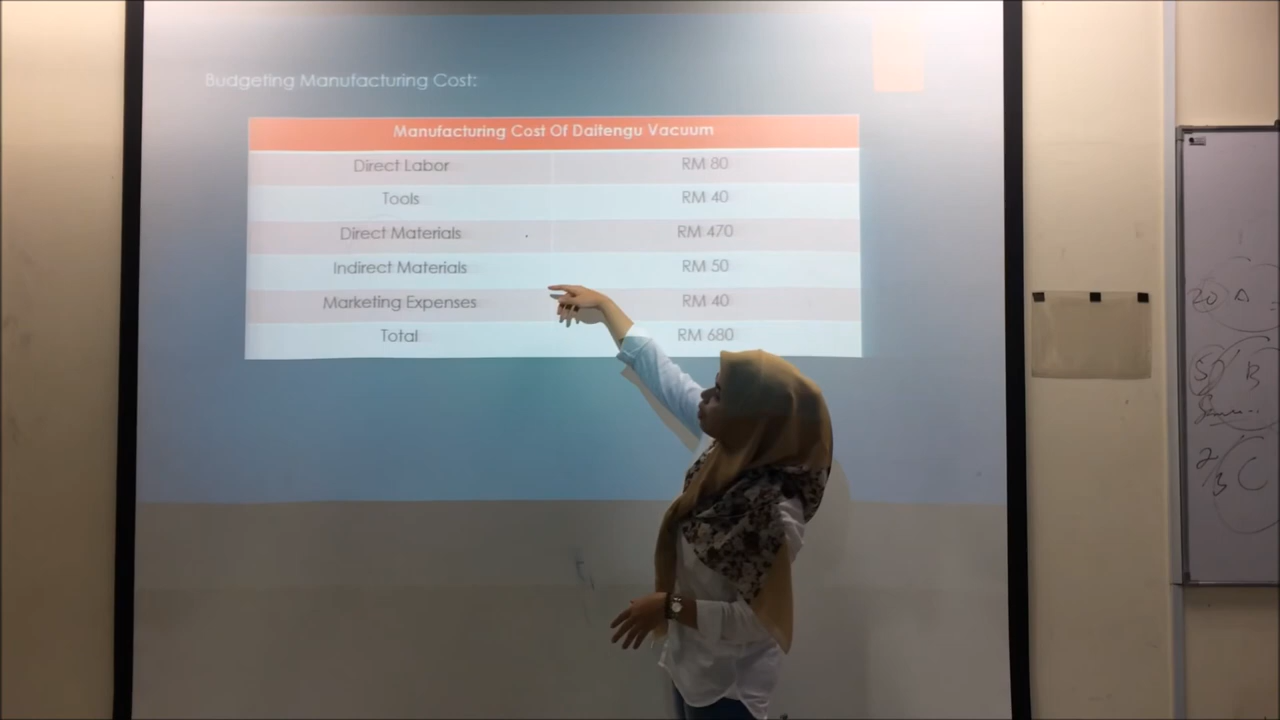 Budgeting Manufacturing Cost:
Manufacturing Cost Of Daitengu Vacuum
Direct Labor RM 80
Tools RM 40
Direct Materials RM 470
Indirect Materials RM 50
Marketing Expenses RM 40
Total RM 680
20 A
B
C